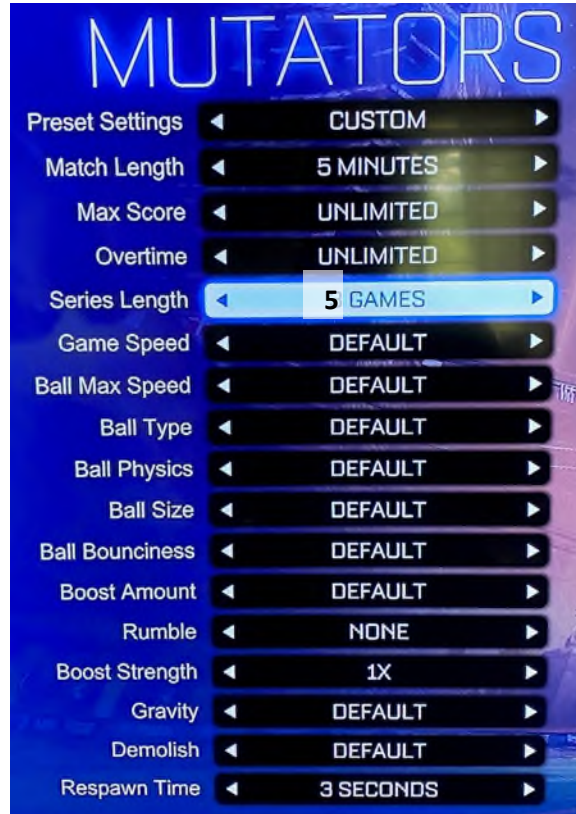 MUTATORS
Preset Settings CUSTOM
Match Length 5 MINUTES
Max Score UNLIMITED
Overtime UNLIMITED
Series Length 5 GAMES
Game Speed DEFAULT
Ball Max Speed DEFAULT
Ball Type DEFAULT
Ball Physics DEFAULT
Ball Size DEFAULT
Ball Bounciness DEFAULT
Boost Amount DEFAULT
Rumble NONE
Boost Strength 1X
Gravity DEFAULT
Demolish DEFAULT
Respawn Time 3 SECONDS